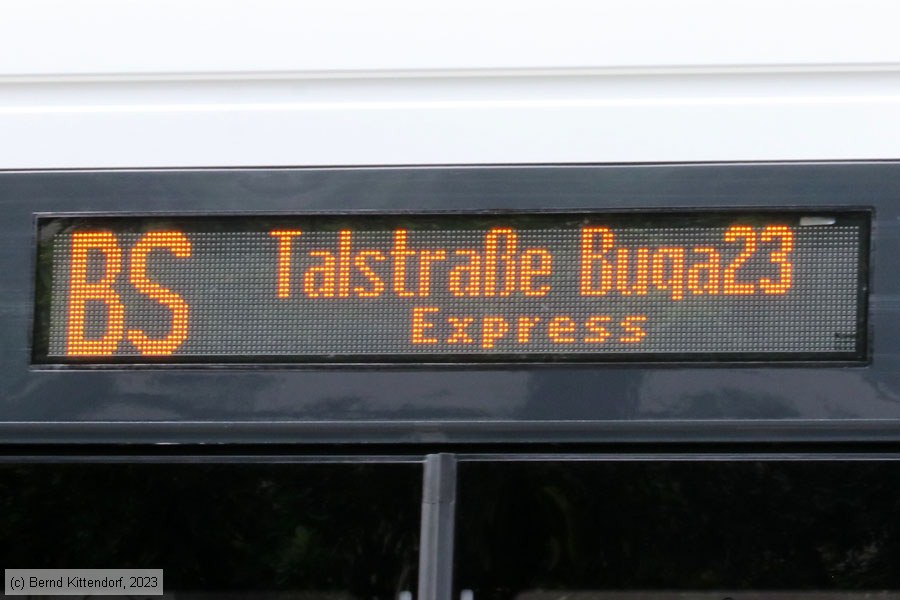 BS Talstraße Buga23
Express
(c) Bernd Kittendorf, 2023